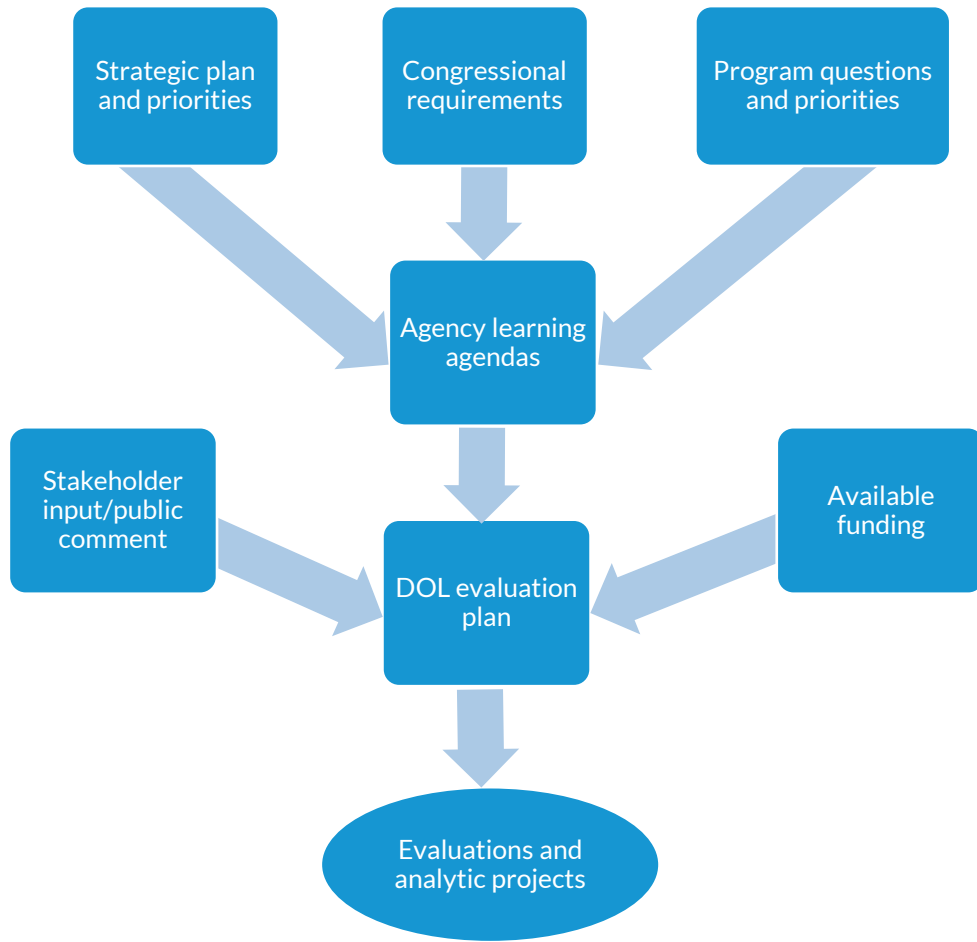 Strategic plan
and priorities
Congressional
requirements
Program questions
and priorities
Agency learning
agendas
Stakeholder
input/public
comment
Available
funding
DOL evaluation
plan
Evaluations and
analytic projects